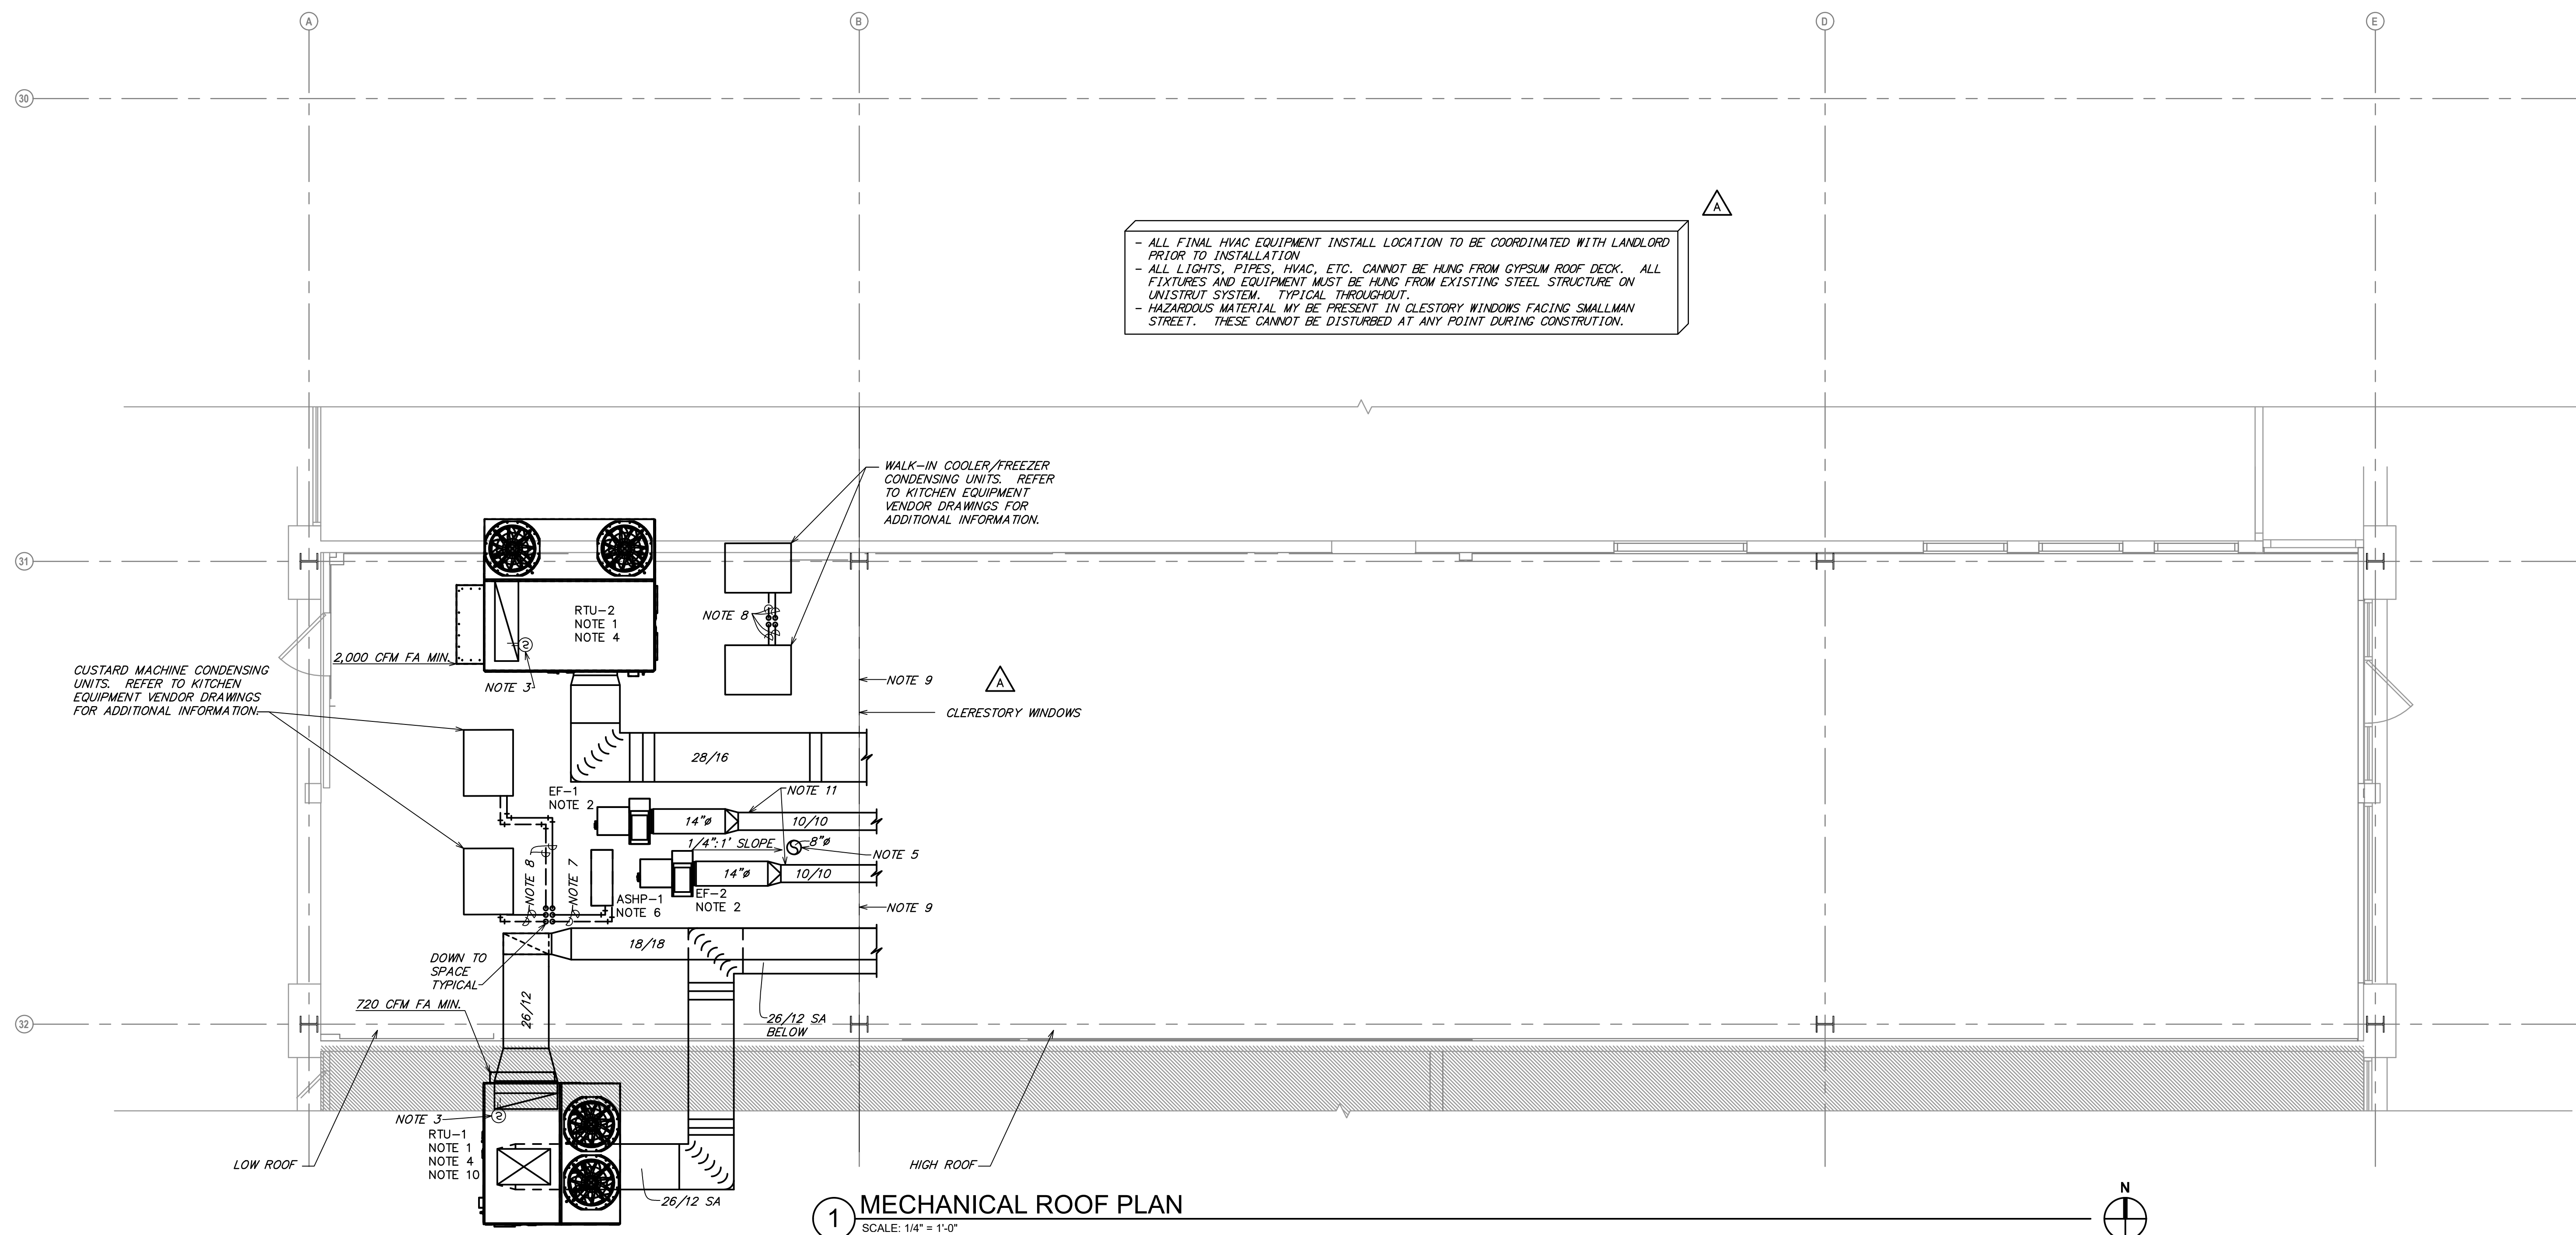 A
B
D
E
30
A
- ALL FINAL HVAC EQUIPMENT INSTALL LOCATION TO BE COORDINATED WITH LANDLORD
PRIOR TO INSTALLATION
- ALL LIGHTS, PIPES, HVAC, ETC. CANNOT BE HUNG FROM GYPSUM ROOF DECK. ALL
FIXTURES AND EQUIPMENT MUST BE HUNG FROM EXISTING STEEL STRUCTURE ON
UNISTRUT SYSTEM. TYPICAL THROUGHOUT.
- HAZARDOUS MATERIAL MY BE PRESENT IN CLESTORY WINDOWS FACING SMALLMAN
STREET. THESE CANNOT BE DISTURBED AT ANY POINT DURING CONSTRUTION.
WALK-IN COOLER/FREEZER
CONDENSING UNITS. REFER
TO KITCHEN EQUIPMENT
VENDOR DRAWINGS FOR
ADDITIONAL INFORMATION.
31
RTU-2
NOTE 1
NOTE 4
NOTE 8
2,000 CFM FA MIN.
NOTE 3
CUSTARD MACHINE CONDENSING
UNITS. REFER TO KITCHEN
EQUIPMENT VENDOR DRAWINGS
FOR ADDITIONAL INFORMATION.
NOTE 9
A
CLERESTORY WINDOWS
28/16
EF-1
NOTE 2
NOTE 11
14"ø
10/10
1/4":1' SLOPE
8"ø
NOTE 5
NOTE 8
NOTE 7
14"ø
10/10
ASHP-1
NOTE 6
EF-2
NOTE 2
NOTE 9
18/18
DOWN TO
SPACE
TYPICAL
26/12
720 CFM FA MIN.
26/12 SA
BELOW
32
NOTE 3
RTU-1
NOTE 1
NOTE 4
NOTE 10
LOW ROOF
HIGH ROOF
26/12 SA
1
MECHANICAL ROOF PLAN
SCALE: 1/4" = 1'-0"
N